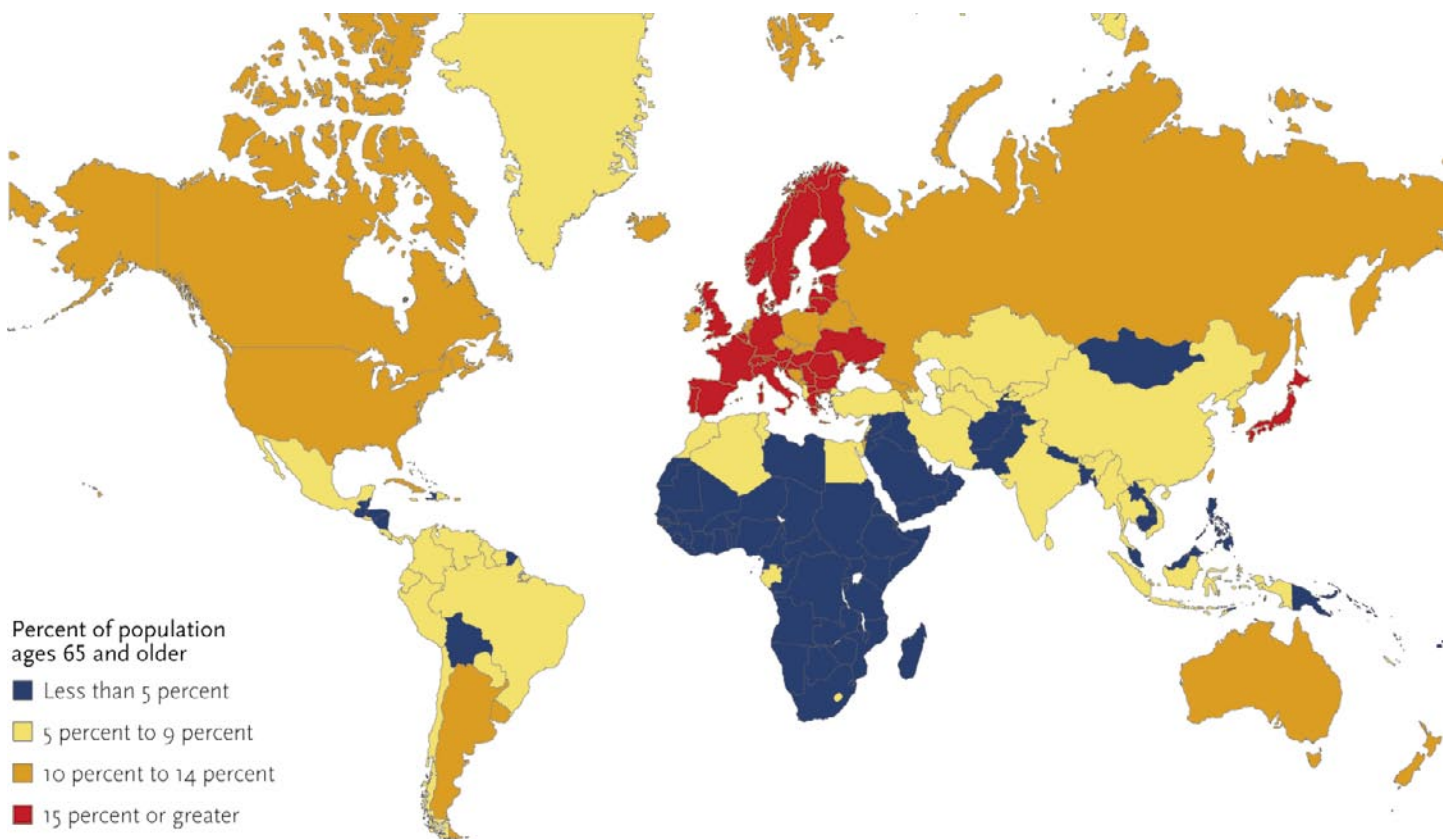 Percent of population
ages 65 and older
Less than 5 percent
5 percent to 9 percent
10 percent to 14 percent
15 percent or greater